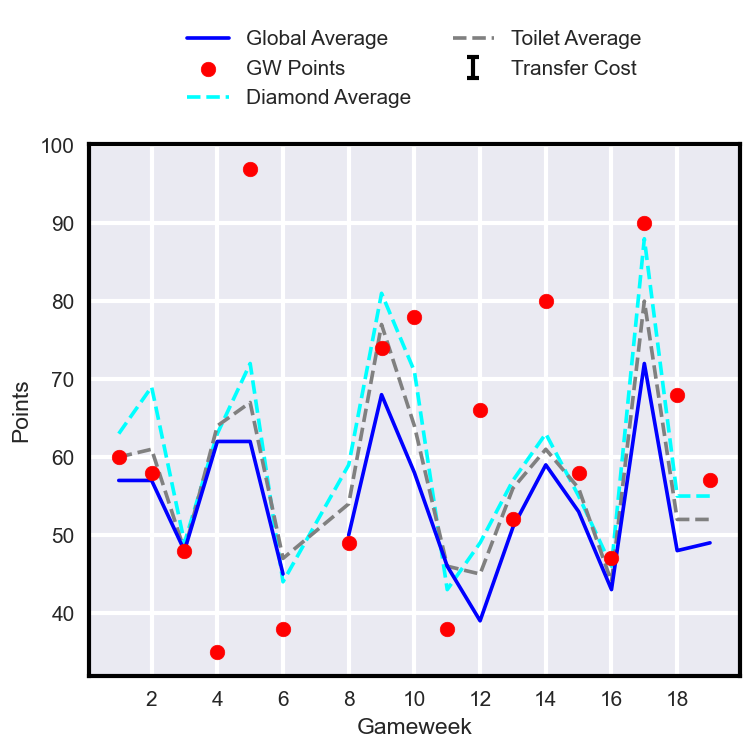 Global Average
GW Points
Diamond Average
Toilet Average
Transfer Cost
100
90
80
70
60
50
40
Points
2 4 6 8 10 12 14 16 18
Gameweek